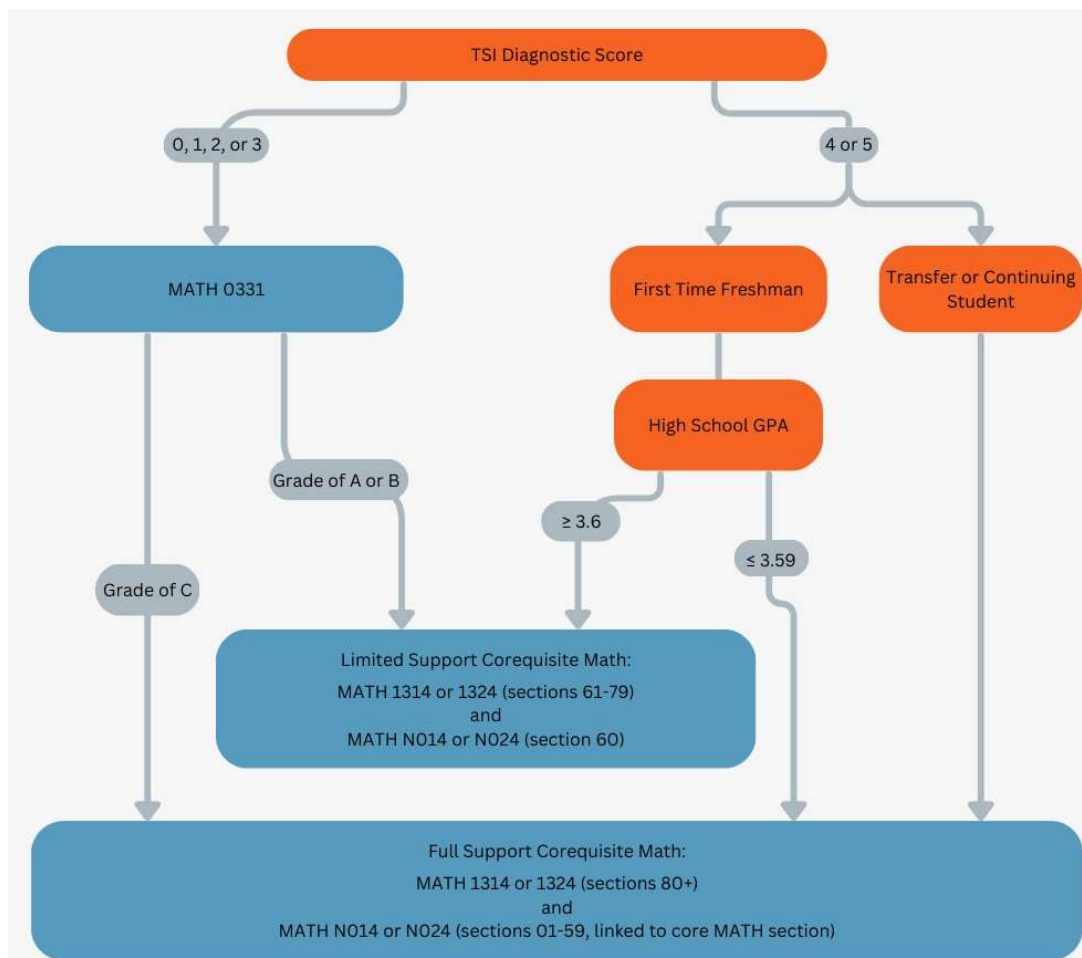 TSI Diagnostic Score
0, 1, 2, or 3
4 or 5
MATH 0331
First Time Freshman
Transfer or Continuing
Student
High School GPA
Grade of A or B
≥ 3.6
≤ 3.59
Grade of C
Limited Support Corequisite Math:
MATH 1314 or 1324 (sections 61-79)
and
MATH N014 or N024 (section 60)
Full Support Corequisite Math:
MATH 1314 or 1324 (sections 80+)
and
MATH N014 or N024 (sections 01-59, linked to core MATH section)